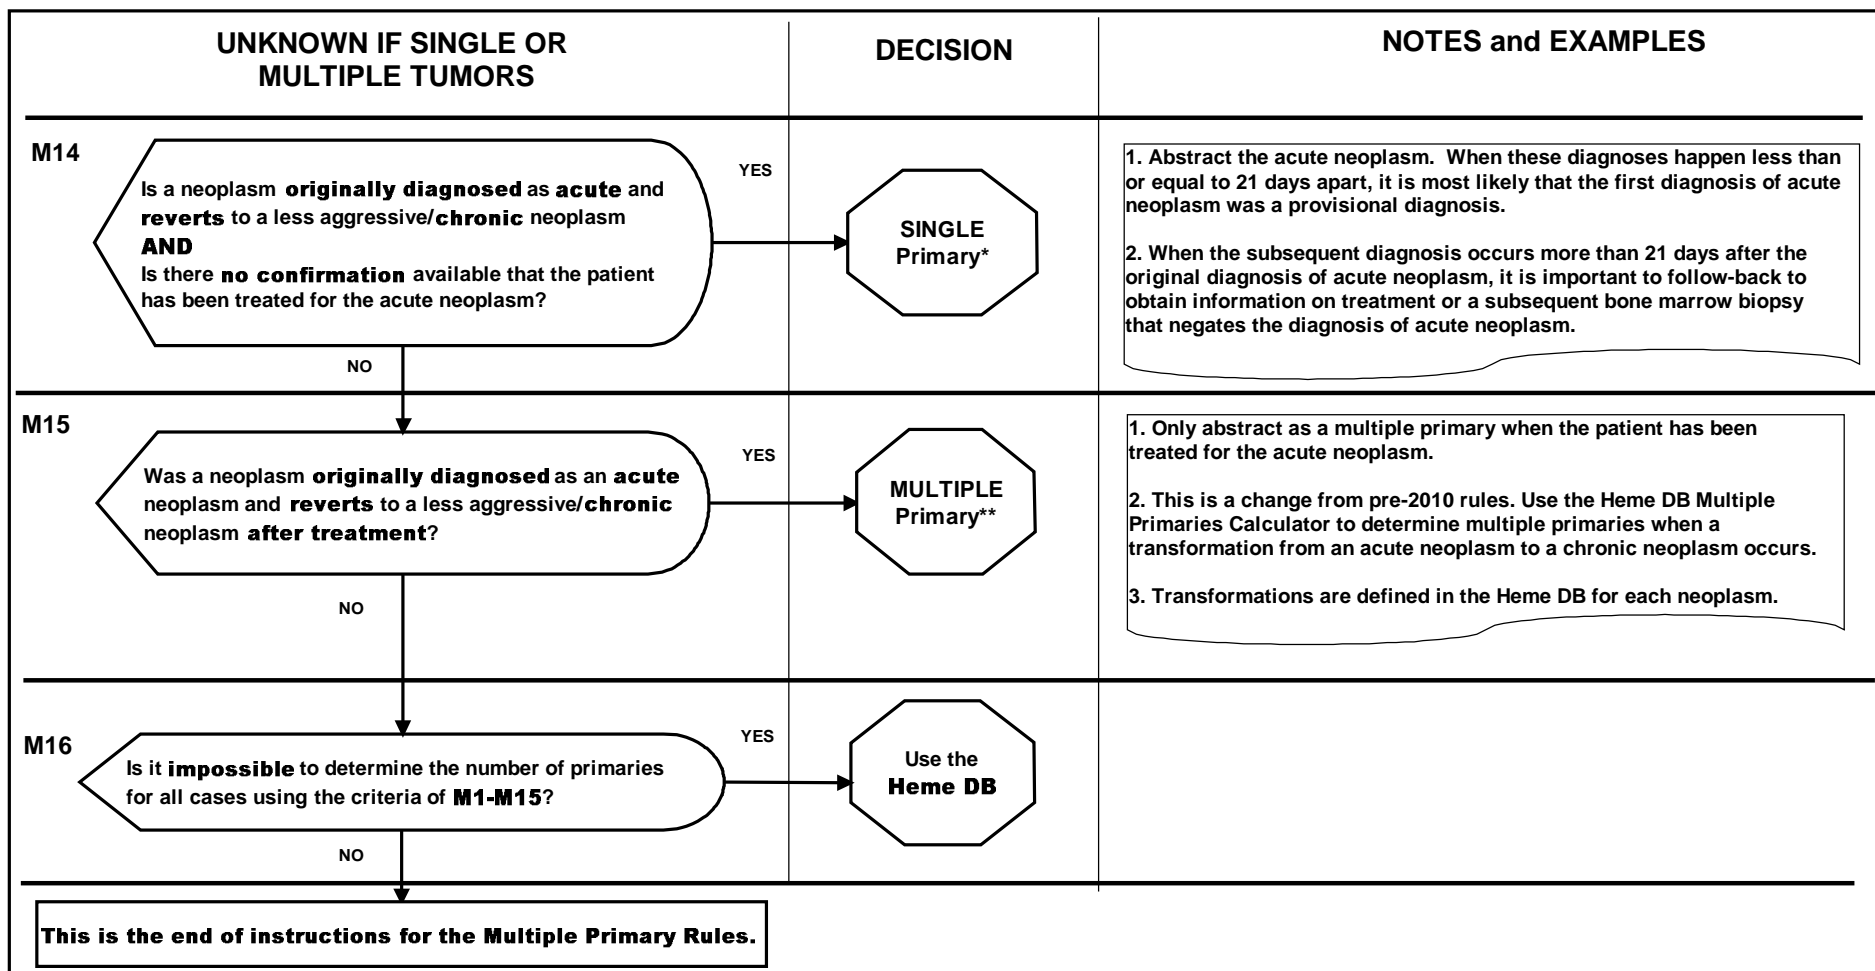 UNKNOWN IF SINGLE OR
MULTIPLE TUMORS
DECISION
NOTES and EXAMPLES
M14
Is a neoplasm originally diagnosed as acute and
reverts to a less aggressive/chronic neoplasm
AND
Is there no confirmation available that the patient
has been treated for the acute neoplasm?
YES
SINGLE
Primary*
1. Abstract the acute neoplasm.  When these diagnoses happen less than
or equal to 21 days apart, it is most likely that the first diagnosis of acute
neoplasm was a provisional diagnosis.
2. When the subsequent diagnosis occurs more than 21 days after the
original diagnosis of acute neoplasm, it is important to follow-back to
obtain information on treatment or a subsequent bone marrow biopsy
that negates the diagnosis of acute neoplasm.
NO
M15
Was a neoplasm originally diagnosed as an acute
neoplasm and reverts to a less aggressive/chronic
neoplasm after treatment?
YES
MULTIPLE
Primary**
1. Only abstract as a multiple primary when the patient has been
treated for the acute neoplasm.
2. This is a change from pre-2010 rules. Use the Heme DB Multiple
Primaries Calculator to determine multiple primaries when a
transformation from an acute neoplasm to a chronic neoplasm occurs.
3. Transformations are defined in the Heme DB for each neoplasm.
NO
M16
Is it impossible to determine the number of primaries
for all cases using the criteria of M1-M15?
YES
Use the
Heme DB
NO
This is the end of instructions for the Multiple Primary Rules.